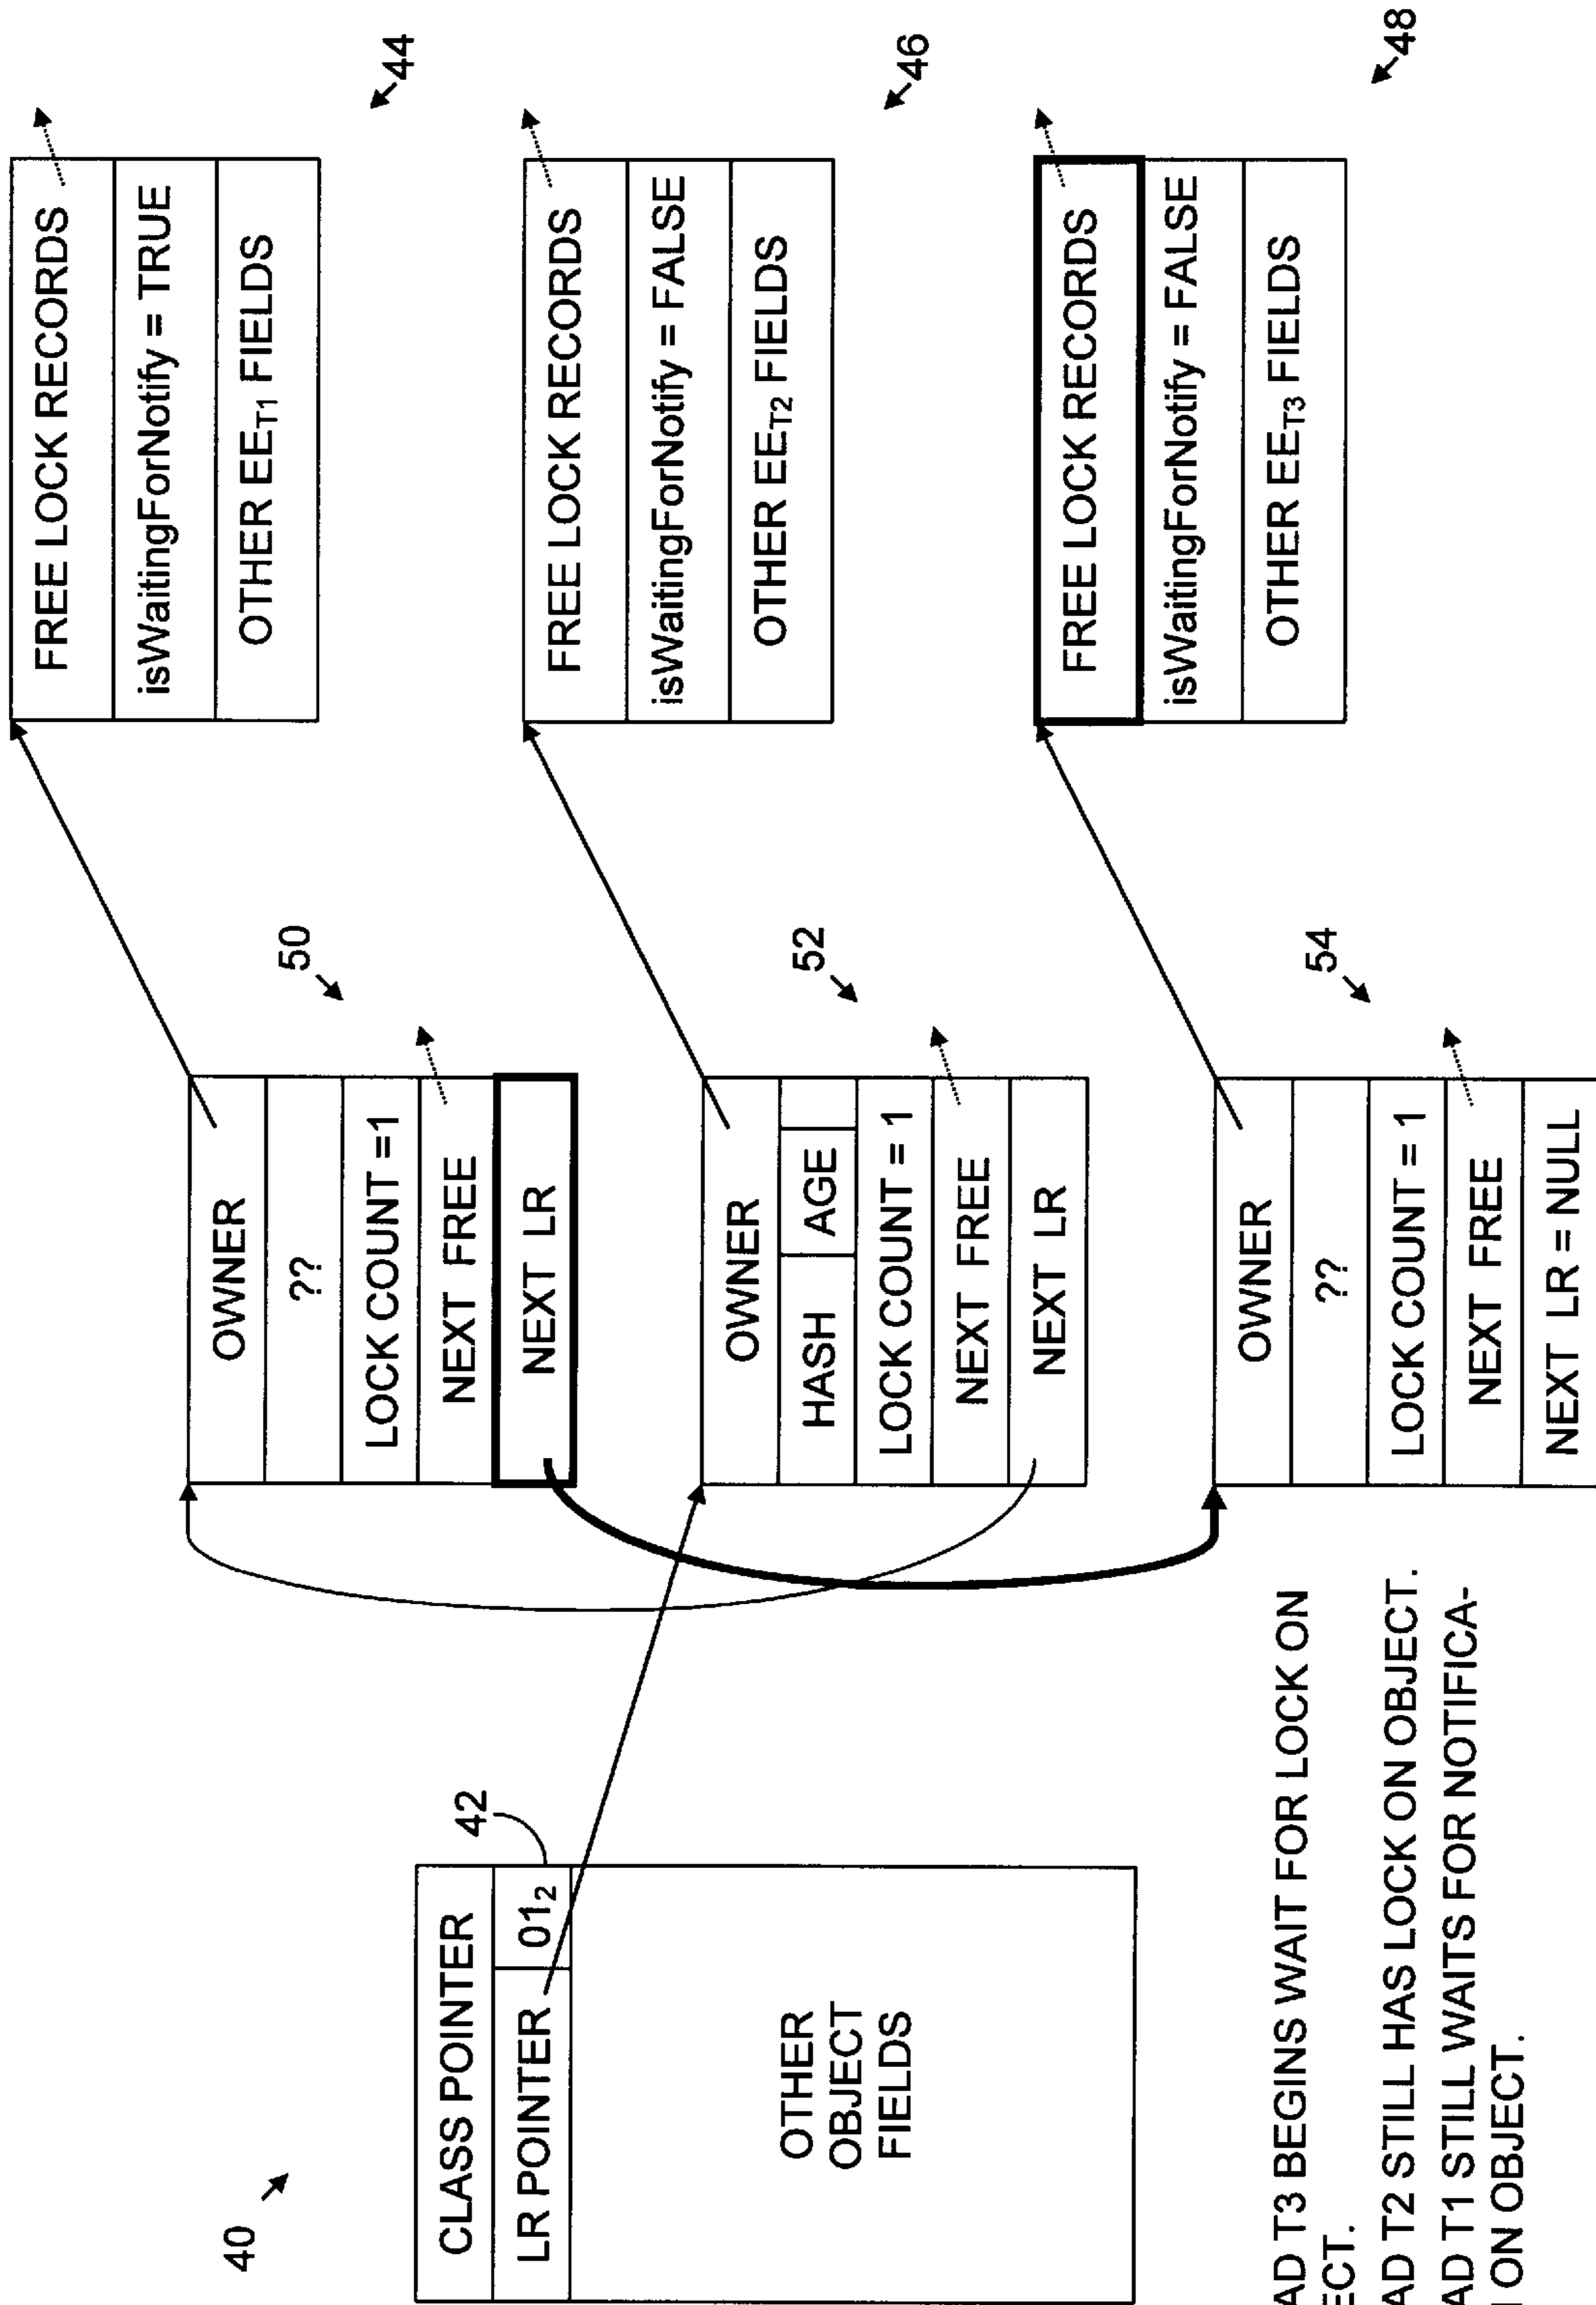 40
CLASS POINTER
LR POINTER
01₂
42
OTHER
OBJECT
FIELDS
50
OWNER
??
LOCK COUNT =1
NEXT FREE
NEXT LR
52
OWNER
HASH
AGE
LOCK COUNT = 1
NEXT FREE
NEXT LR
54
OWNER
??
LOCK COUNT = 1
NEXT FREE
NEXT LR = NULL
44
FREE LOCK RECORDS
isWaitingForNotify = TRUE
OTHER EE_T1 FIELDS
46
FREE LOCK RECORDS
isWaitingForNotify = FALSE
OTHER EE_T2 FIELDS
48
FREE LOCK RECORDS
isWaitingForNotify = FALSE
OTHER EE_T3 FIELDS
AD T3 BEGINS WAIT FOR LOCK ON
ECT.
AD T2 STILL HAS LOCK ON OBJECT.
AD T1 STILL WAITS FOR NOTIFICA-
ON OBJECT.